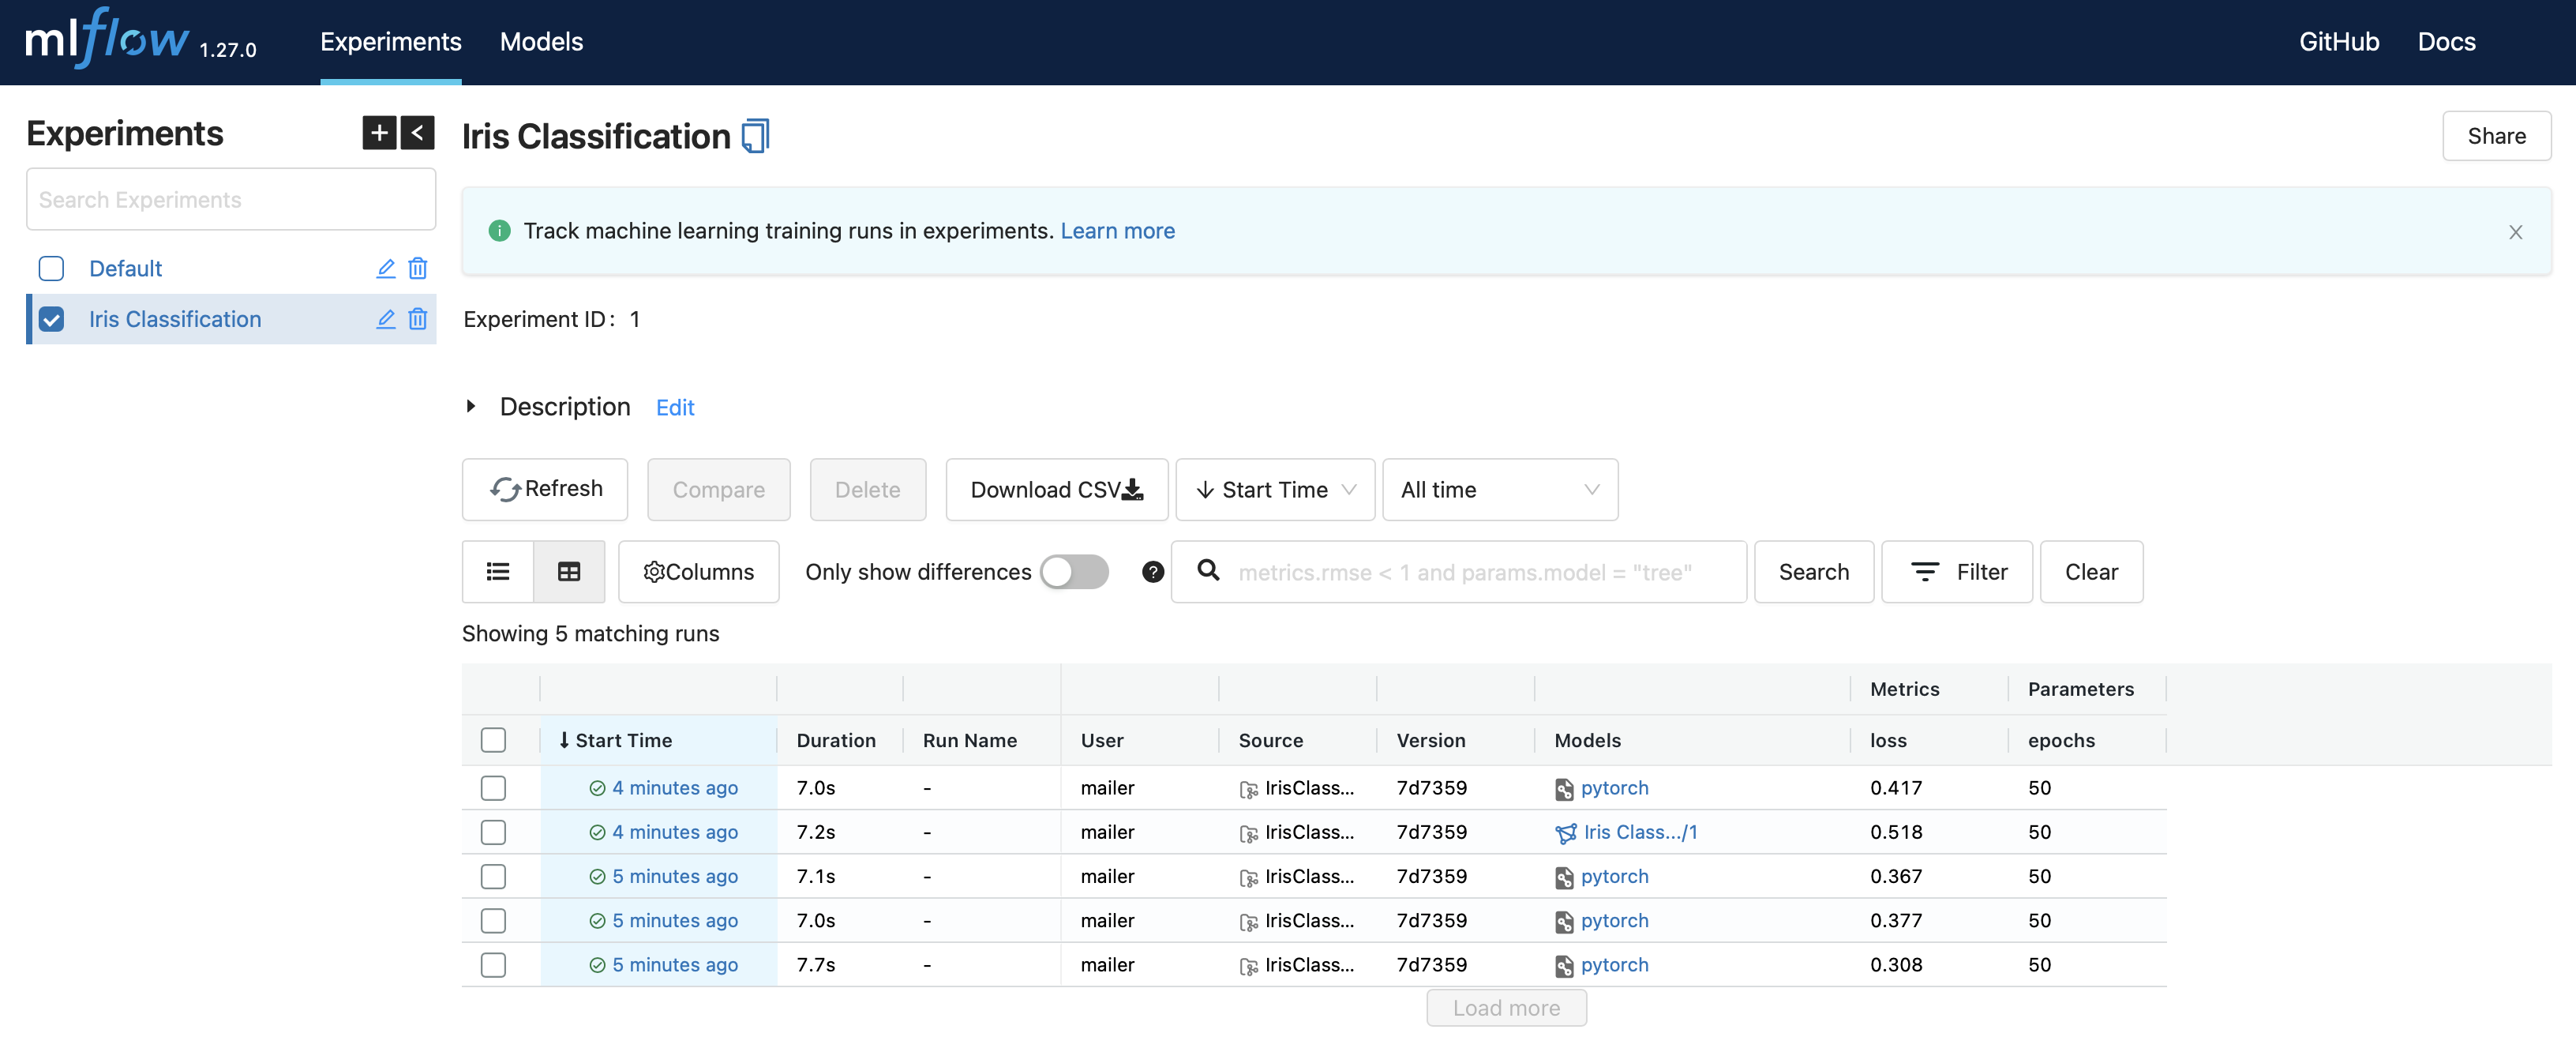 mlflow 1.27.0 Experiments Models GitHub Docs
Experiments
Search Experiments
Default
Iris Classification
Iris Classification
Share
Track machine learning training runs in experiments. Learn more
Experiment ID: 1
Description Edit
Refresh Compare Delete Download CSV Start Time All time
Columns Only show differences metrics.rmse < 1 and params.model = "tree" Search Filter Clear
Showing 5 matching runs
Metrics Parameters
↓ Start Time Duration Run Name User Source Version Models loss epochs
4 minutes ago 7.0s - mailer IrisClass... 7d7359 pytorch 0.417 50
4 minutes ago 7.2s - mailer IrisClass... 7d7359 Iris Class.../1 0.518 50
5 minutes ago 7.1s - mailer IrisClass... 7d7359 pytorch 0.367 50
5 minutes ago 7.0s - mailer IrisClass... 7d7359 pytorch 0.377 50
5 minutes ago 7.7s - mailer IrisClass... 7d7359 pytorch 0.308 50
Load more